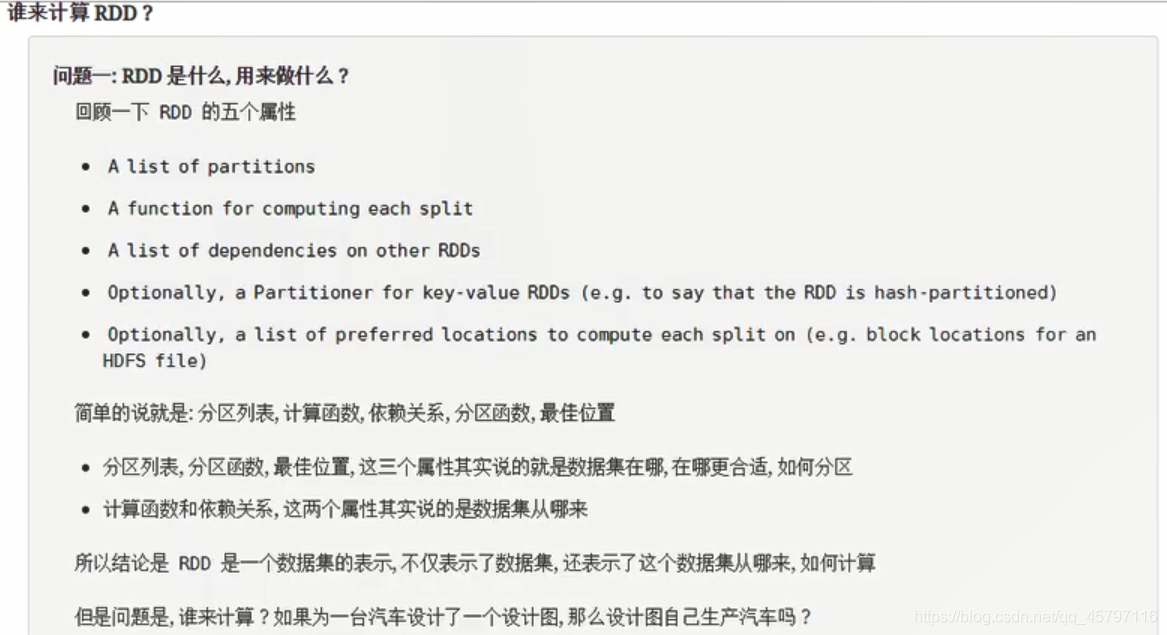 谁来计算 RDD ?
问题一: RDD 是什么, 用来做什么 ?
回顾一下 RDD 的五个属性
• A list of partitions
• A function for computing each split
• A list of dependencies on other RDDs
• Optionally, a Partitioner for key-value RDDs (e.g. to say that the RDD is hash-partitioned)
• Optionally, a list of preferred locations to compute each split on (e.g. block locations for an
HDFS file)
简单的说就是: 分区列表, 计算函数, 依赖关系, 分区函数, 最佳位置
• 分区列表, 分区函数, 最佳位置, 这三个属性其实说的就是数据集在哪, 在哪更合适, 如何分区
• 计算函数和依赖关系, 这两个属性其实说的是数据集从哪来
所以结论是 RDD 是一个数据集的表示, 不仅表示了数据集, 还表示了这个数据集从哪来, 如何计算
但是问题是, 谁来计算 ? 如果为一台汽车设计了一个设计图, 那么设计图自己生产汽车吗 ?
https://blog.csdn.net/qq_45797116